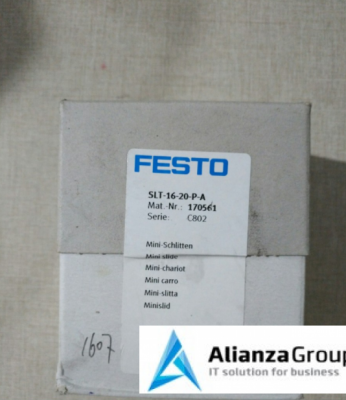 FESTO
SLT-16-20-P-A
Mat.-Nr.: 170561
Serie: C802
Mini-Schlitten
Mini slide
Mini-chariot
Mini carro
Mini-slitta
Minislid
1607
AlianzaGroup
IT solution for business